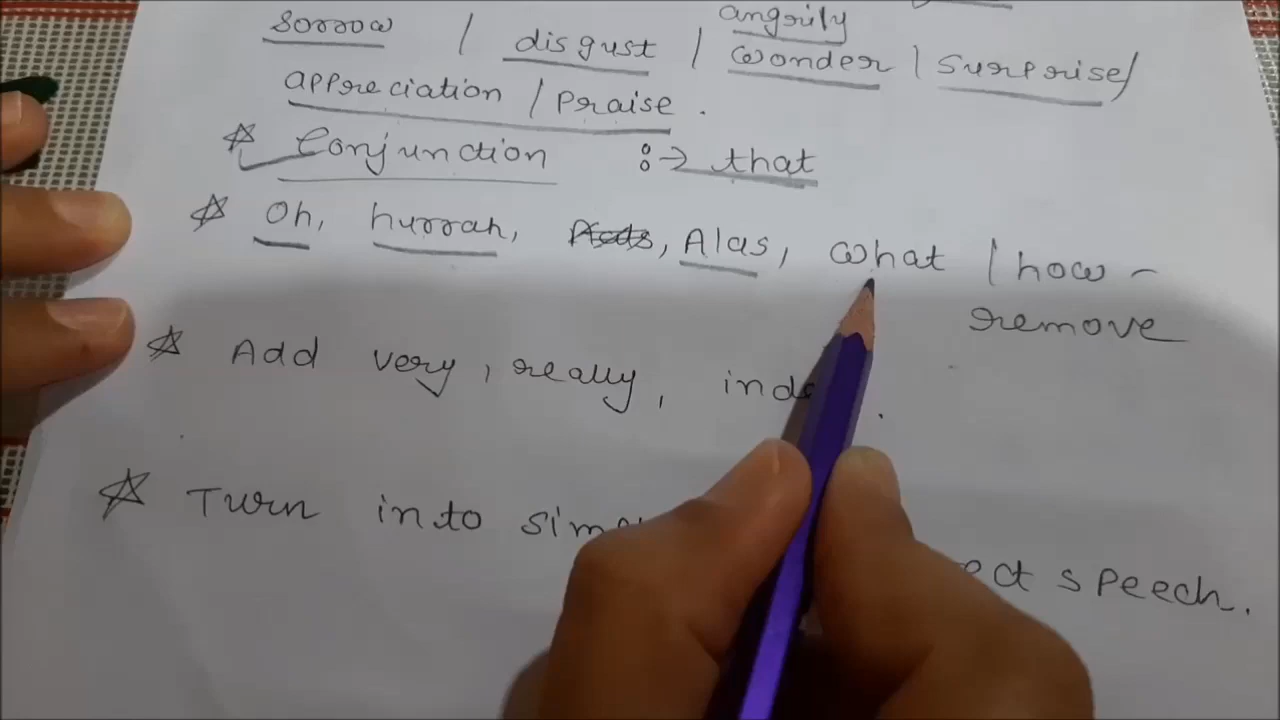 angrily
sorrow / disgust / wonder / surprise/
appreciation / praise.
☆ Conjunction :→ that
☆ Oh, hurrah, Alas, what / how -
remove
☆ Add very, really,
☆ Turn into speech.